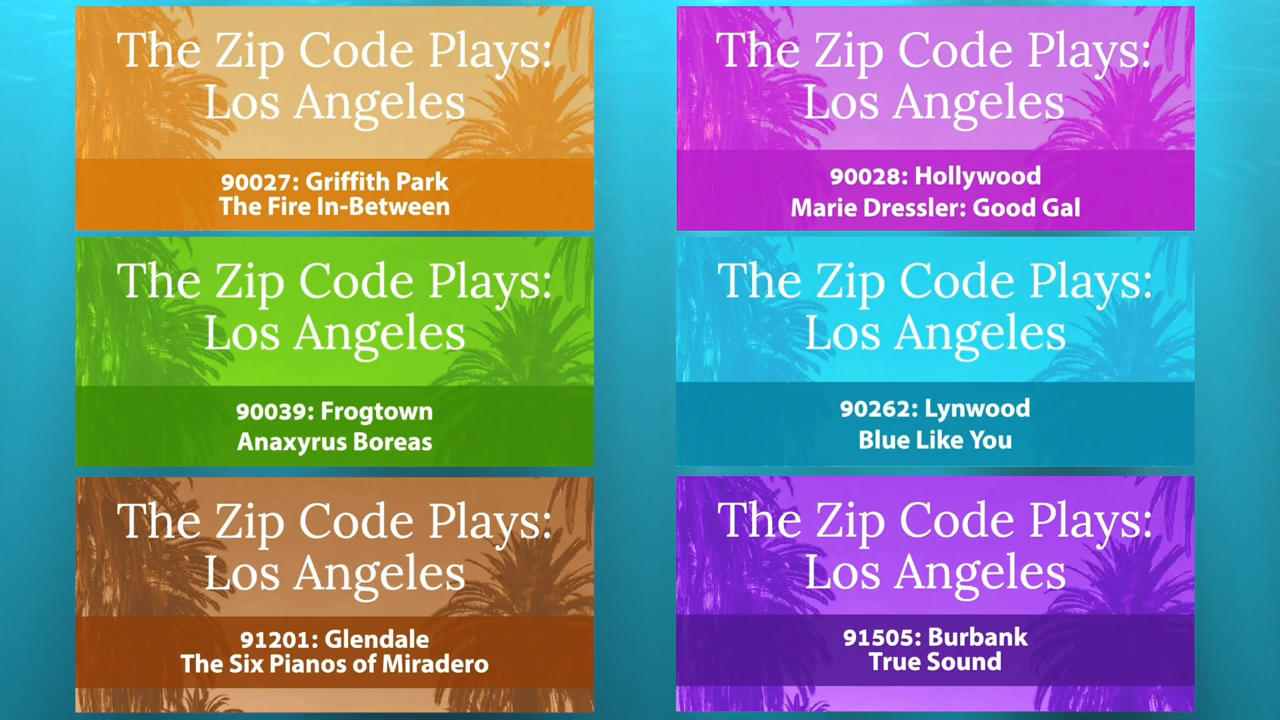 The Zip Code Plays:
Los Angeles
90027: Griffith Park
The Fire In-Between
The Zip Code Plays:
Los Angeles
90028: Hollywood
Marie Dressler: Good Gal
The Zip Code Plays:
Los Angeles
90039: Frogtown
Anaxyrus Boreas
The Zip Code Plays:
Los Angeles
90262: Lynwood
Blue Like You
The Zip Code Plays:
Los Angeles
91201: Glendale
The Six Pianos of Miradero
The Zip Code Plays:
Los Angeles
91505: Burbank
True Sound